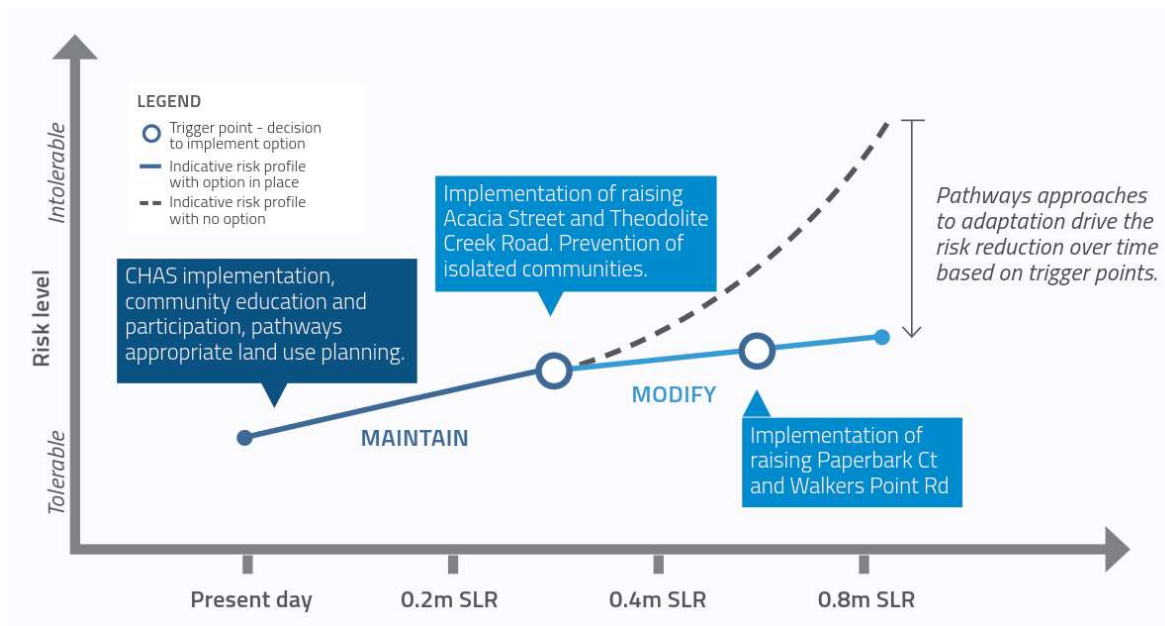 Intolerable
Risk level
Tolerable
LEGEND
Trigger point - decision
to implement option
Indicative risk profile
with option in place
Indicative risk profile
with no option
CHAS implementation,
community education and
participation, pathways
appropriate land use planning.
Implementation of raising
Acacia Street and Theodolite
Creek Road. Prevention of
isolated communities.
Pathways approaches
to adaptation drive the
risk reduction over time
based on trigger points.
MAINTAIN
MODIFY
Implementation of
raising Paperbark Ct
and Walkers Point Rd
Present day
0.2m SLR
0.4m SLR
0.8m SLR